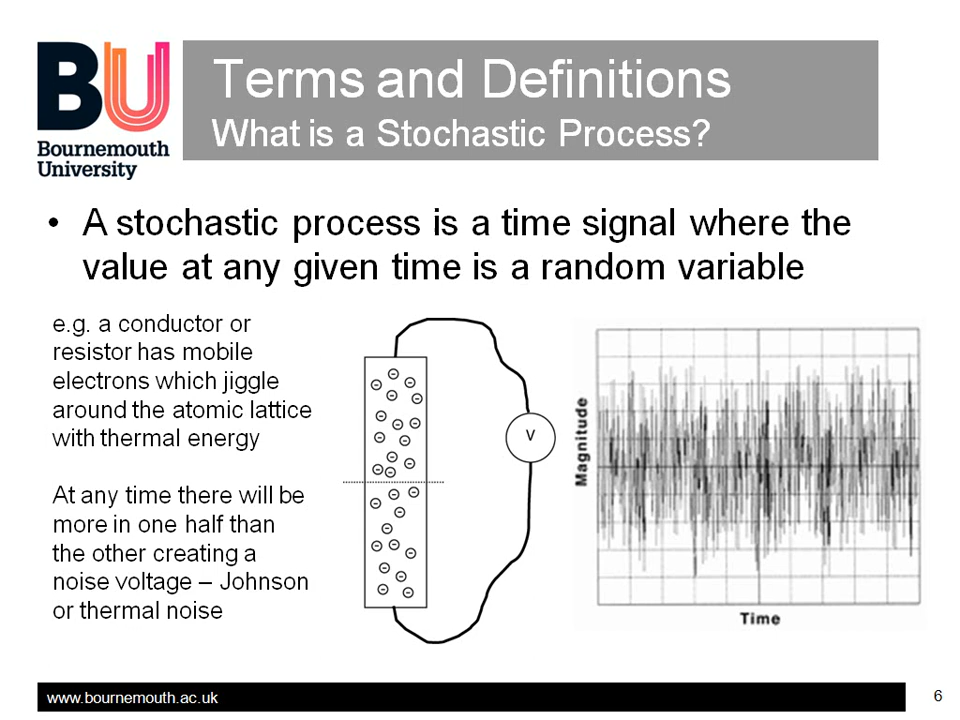 BU
Bournemouth
University
Terms and Definitions
What is a Stochastic Process?
• A stochastic process is a time signal where the
value at any given time is a random variable
e.g. a conductor or
resistor has mobile
electrons which jiggle
around the atomic lattice
with thermal energy
At any time there will be
more in one half than
the other creating a
noise voltage – Johnson
or thermal noise
V
Magnitude
Time
www.bournemouth.ac.uk
6